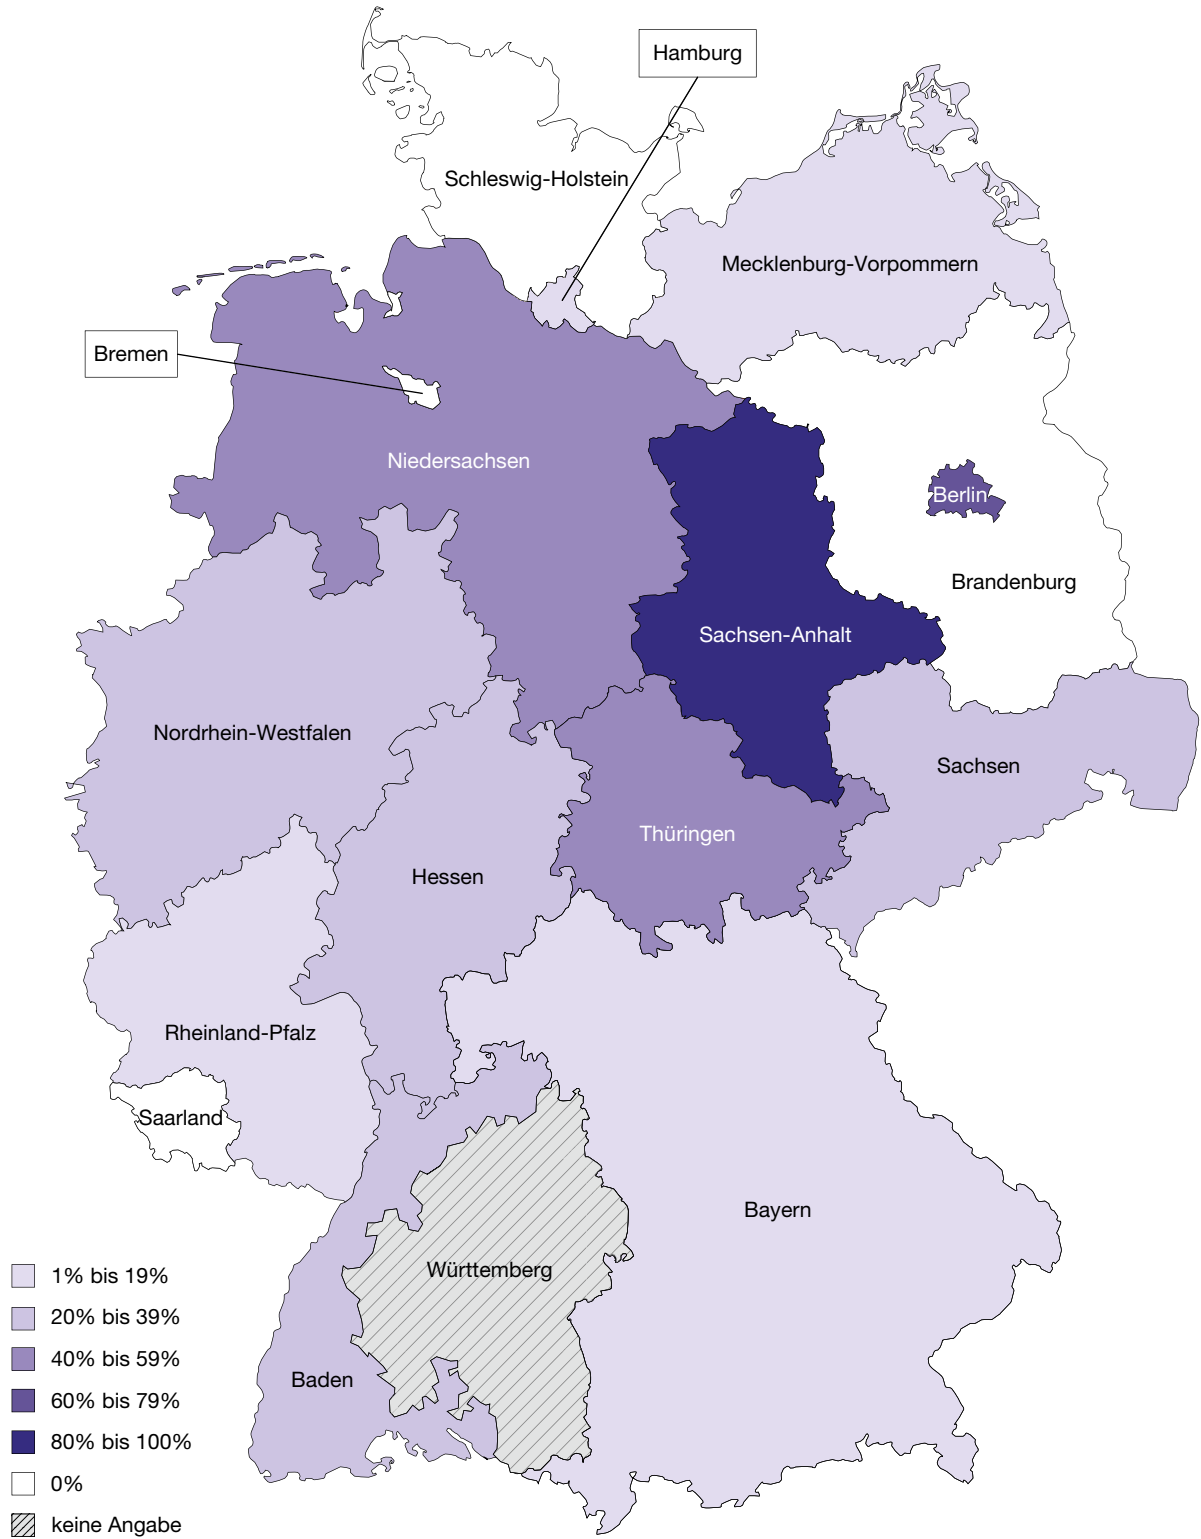 Hamburg
Schleswig-Holstein
Mecklenburg-Vorpommern
Bremen
Niedersachsen
Berlin
Brandenburg
Sachsen-Anhalt
Nordrhein-Westfalen
Sachsen
Thüringen
Hessen
Rheinland-Pfalz
Saarland
Bayern
Württemberg
Baden
1% bis 19%
20% bis 39%
40% bis 59%
60% bis 79%
80% bis 100%
0%
keine Angabe